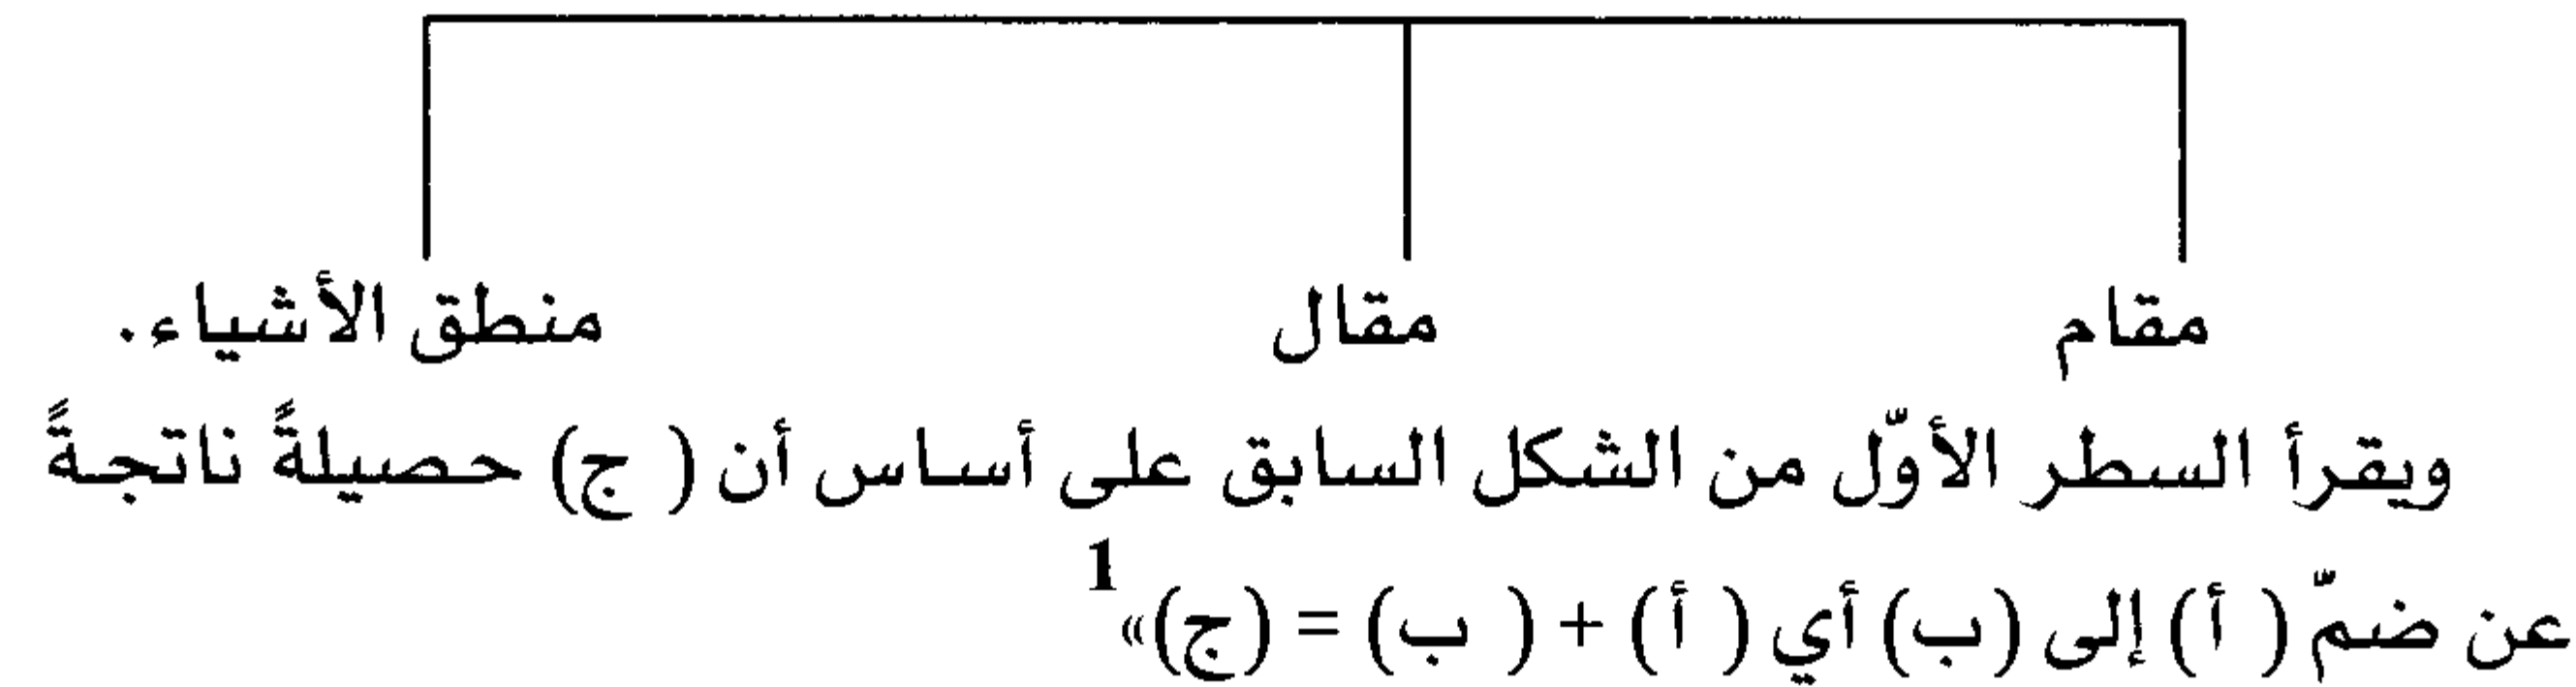 مقام مقال منطق الأشياء.
ويقرأ السطر الأوّل من الشكل السابق على أساس أن ( ج) حصيلةً ناتجةً
عن ضمّ ( أ) إلى (ب) أي ( أ) + ( ب) = (ج)»1